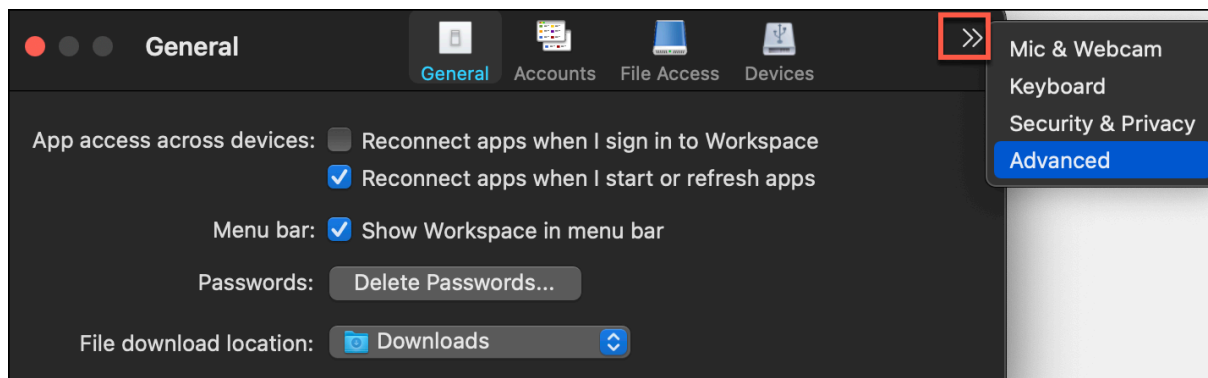 General
General
Accounts
File Access
Devices
Mic & Webcam
Keyboard
Security & Privacy
Advanced
App access across devices: Reconnect apps when I sign in to Workspace
Reconnect apps when I start or refresh apps
Menu bar: Show Workspace in menu bar
Passwords: Delete Passwords...
File download location: Downloads